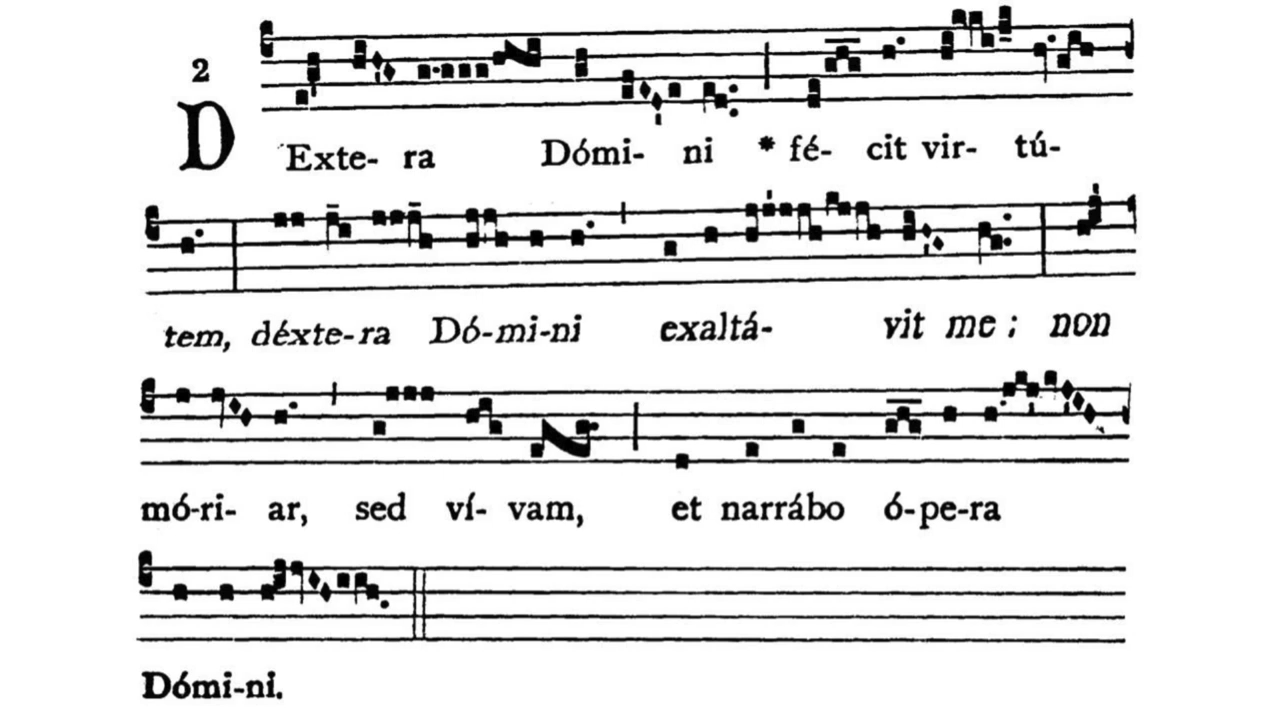 2
DExte- ra Dómi- ni * fé- cit vir- tú-
tem, déxte-ra Dó-mi-ni exaltá- vit me : non
mó-ri- ar, sed ví- vam, et narrábo ó-pe-ra
Dómi-ni.